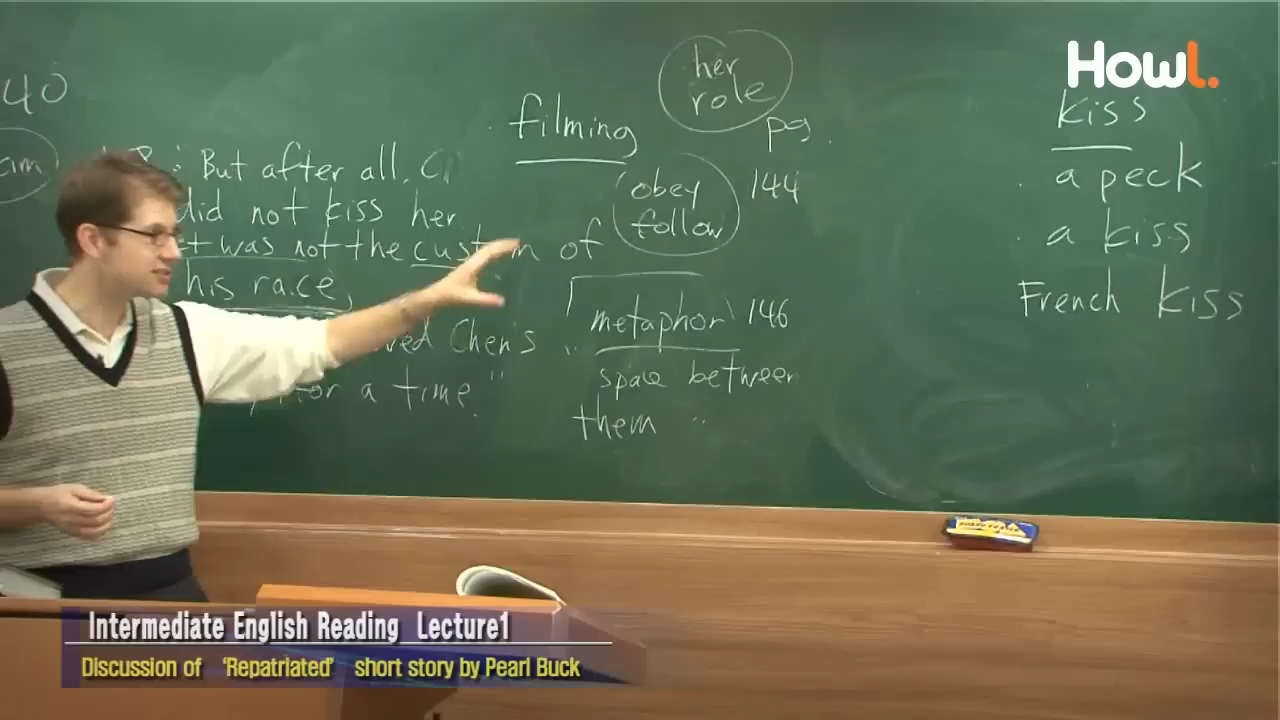 40
filming
her
role
pg.
: But after all, C
did not kiss her
was not the custom of
his race,
Chen's
for a time."
obey 144
follow
metaphor 146
space between
them "
HowL.
kiss
a peck
a kiss
French kiss
Intermediate English Reading Lecture1
Discussion of 'Repatriated' short story by Pearl Buck